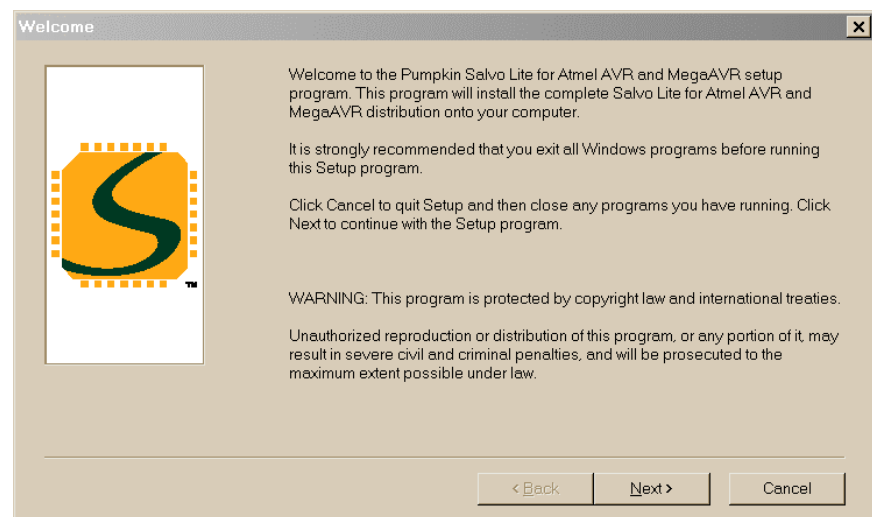 Welcome
Welcome to the Pumpkin Salvo Lite for Atmel AVR and MegaAVR setup
program. This program will install the complete Salvo Lite for Atmel AVR and
MegaAVR distribution onto your computer.
It is strongly recommended that you exit all Windows programs before running
this Setup program.
Click Cancel to quit Setup and then close any programs you have running. Click
Next to continue with the Setup program.
WARNING: This program is protected by copyright law and international treaties.
Unauthorized reproduction or distribution of this program, or any portion of it, may
result in severe civil and criminal penalties, and will be prosecuted to the
maximum extent possible under law.
TM
< Back Next > Cancel